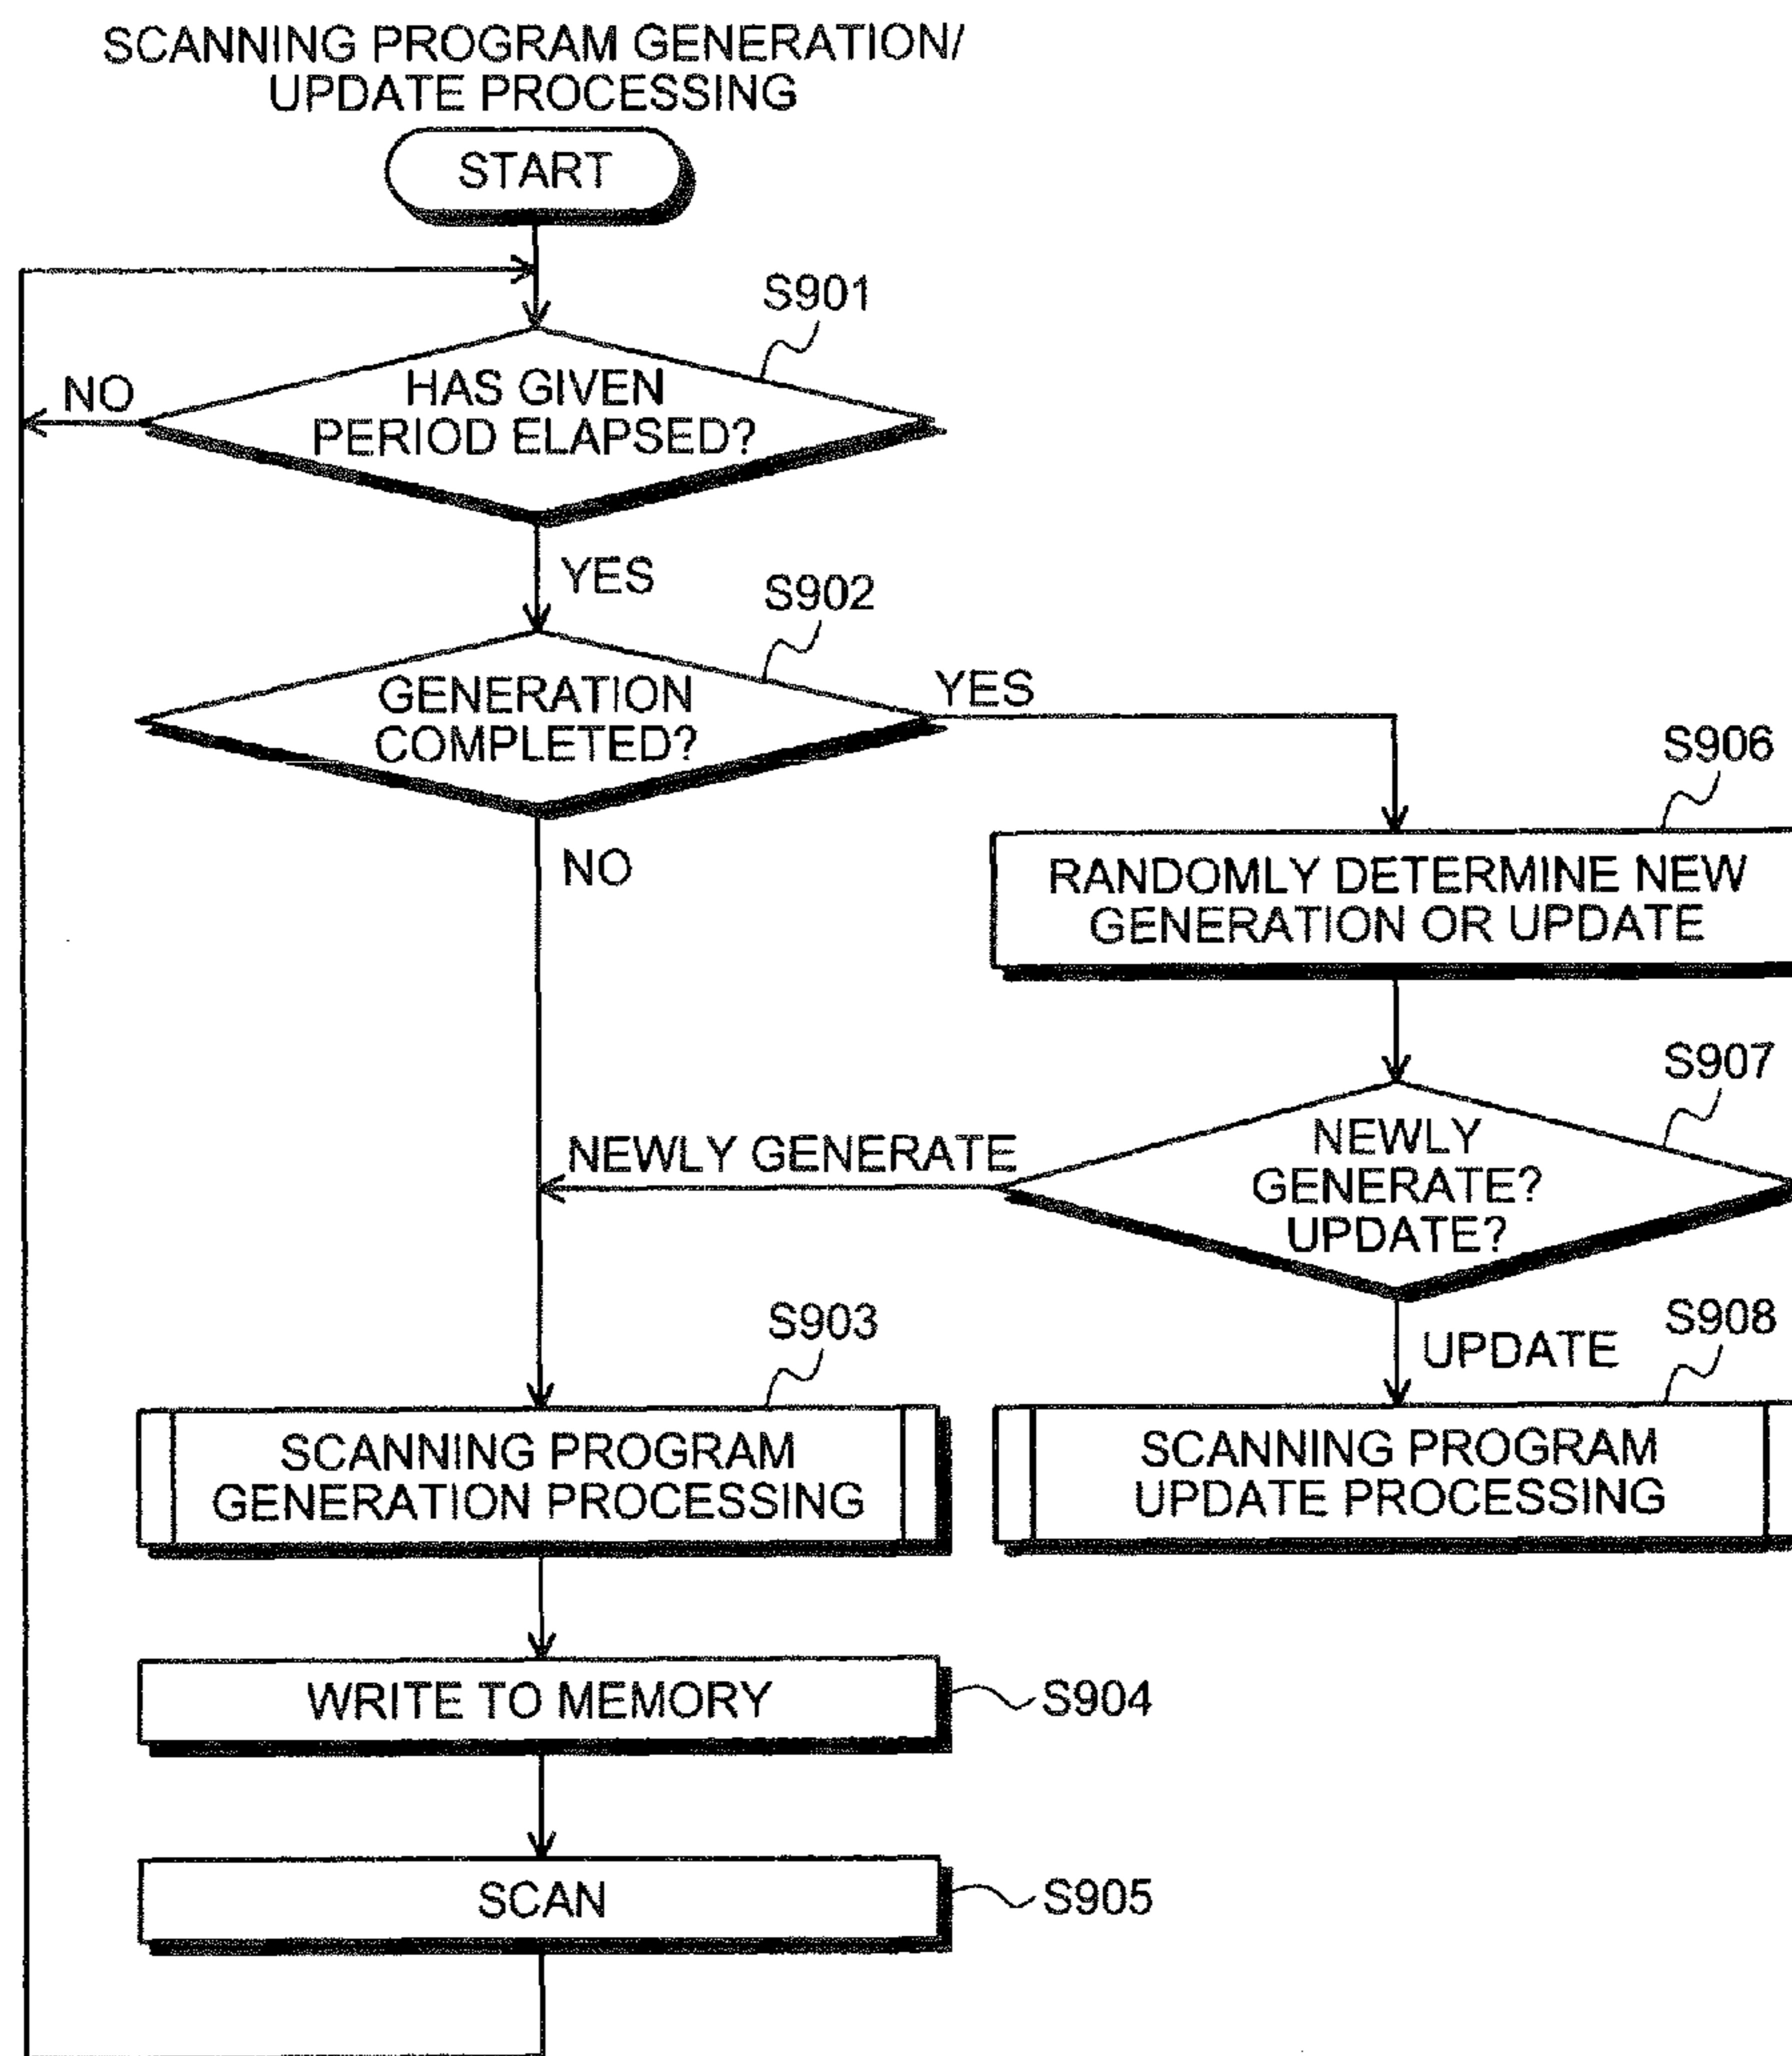 SCANNING PROGRAM GENERATION/
UPDATE PROCESSING
START
S901
HAS GIVEN
PERIOD ELAPSED?
NO
YES
S902
GENERATION
COMPLETED?
YES
NO
S906
RANDOMLY DETERMINE NEW
GENERATION OR UPDATE
S907
NEWLY
GENERATE?
UPDATE?
NEWLY GENERATE
UPDATE
S903
SCANNING PROGRAM
GENERATION PROCESSING
S908
SCANNING PROGRAM
UPDATE PROCESSING
WRITE TO MEMORY
S904
SCAN
S905